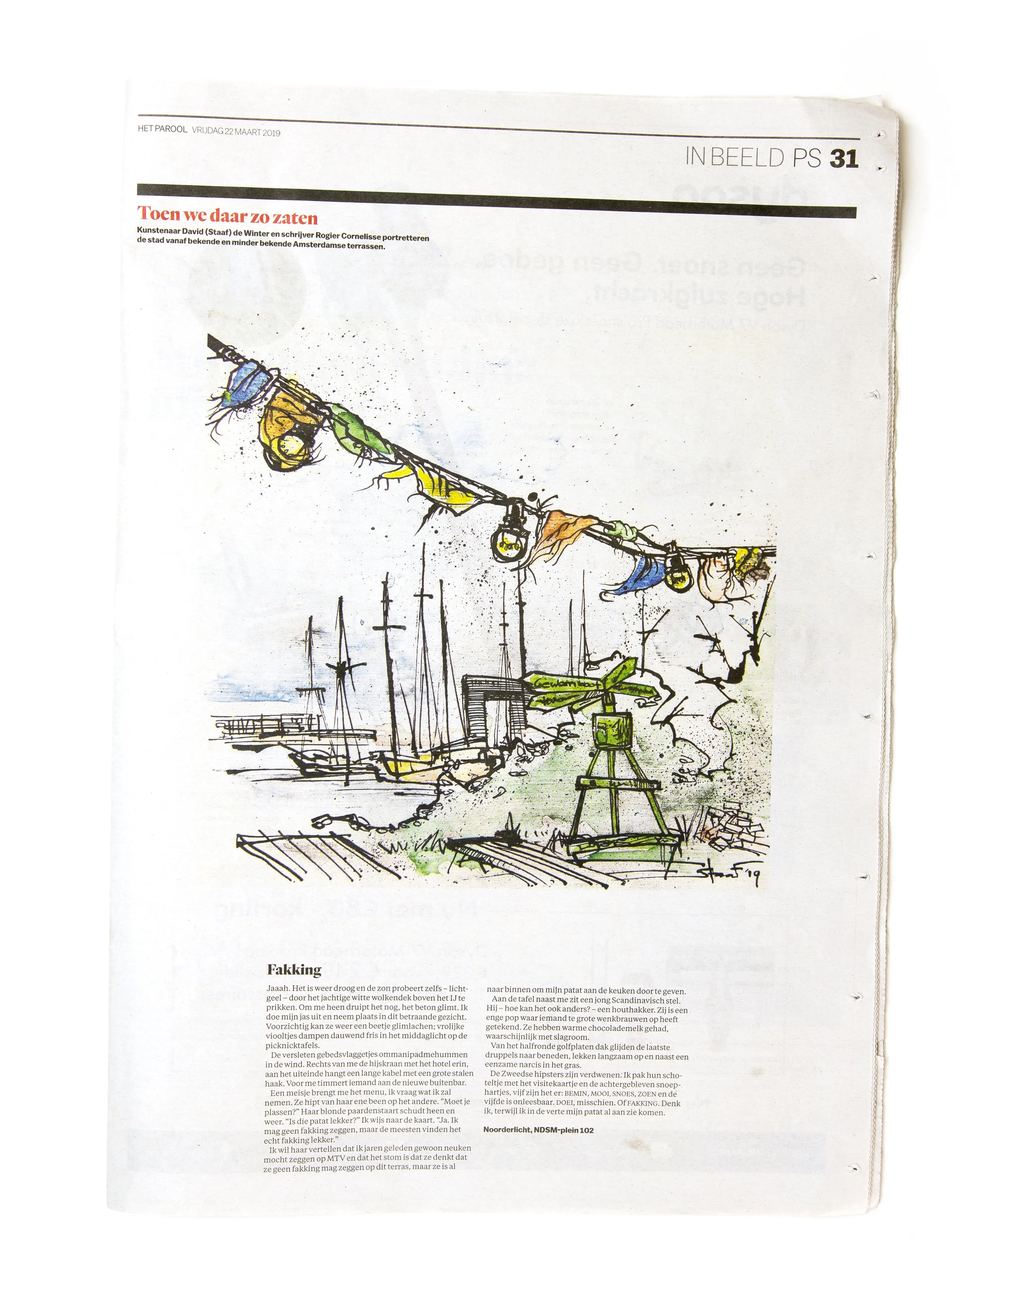 HET PAROOL VRIJDAG 22 MAART 2019
IN BEELD PS 31
Toen we daar zo zaten
Kunstenaar David (Staaf) de Winter en schrijver Rogier Cornelisse portretteren
de stad vanaf bekende en minder bekende Amsterdamse terrassen.
Staaf '19
Fakking
Jaaah. Het is weer droog en de zon probeert zelfs – licht-
geel – door het jachtige witte wolkendek boven het IJ te
prikken. Om me heen druipt het nog, het beton glimt. Ik
doe mijn jas uit en neem plaats in dit betraande gezicht.
Voorzichtig kan ze weer een beetje glimlachen; vrolijke
viooltjes dampen dauwend fris in het middaglicht op de
picknicktafels.
De versleten gebedsvlaggetjes ommanipadmehummen
in de wind. Rechts van me de hijskraan met het hotel erin,
aan het uiteinde hangt een lange kabel met een grote stalen
haak. Voor me timmert iemand aan de nieuwe buitenbar.
Een meisje brengt me het menu, ik vraag wat ik zal
nemen. Ze hipt van haar ene been op het andere. "Moet je
plassen?" Haar blonde paardenstaart schudt heen en
weer. "Is die patat lekker?" Ik wijs naar de kaart. "Ja. Ik
mag geen fakking zeggen, maar de meesten vinden het
echt fakking lekker."
Ik wil haar vertellen dat ik jaren geleden gewoon neuken
mocht zeggen op MTV en dat het stom is dat ze denkt dat
ze geen fakking mag zeggen op dit terras, maar ze is al
naar binnen om mijn patat aan de keuken door te geven.
Aan de tafel naast me zit een jong Scandinavisch stel.
Hij – hoe kan het ook anders? – een houthakker. Zij is een
enge pop waar iemand te grote wenkbrauwen op heeft
getekend. Ze hebben warme chocolademelk gehad,
waarschijnlijk met slagroom.
Van het halfronde golfplaten dak glijden de laatste
druppels naar beneden, lekken langzaam op en naast een
eenzame narcis in het gras.
De Zweedse hipsters zijn verdwenen. Ik pak hun scho-
teltje met het visitekaartje en de achtergebleven snoep-
hartjes, vijf zijn het er: BEMIN, MOOI, SNOES, ZOEN en de
vijfde is onleesbaar. DOEI, misschien. Of FAKKING. Denk
ik, terwijl ik in de verte mijn patat al aan zie komen.
Noorderlicht, NDSM-plein 102